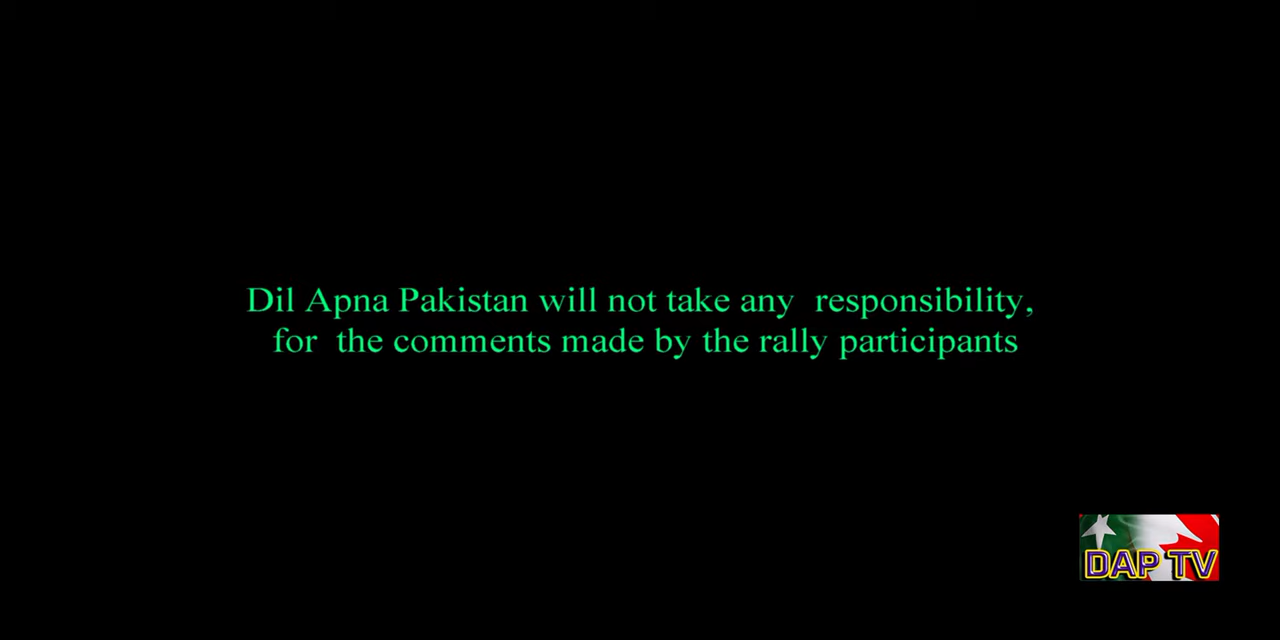 Dil Apna Pakistan will not take any responsibility,
for the comments made by the rally participants
DAP TV